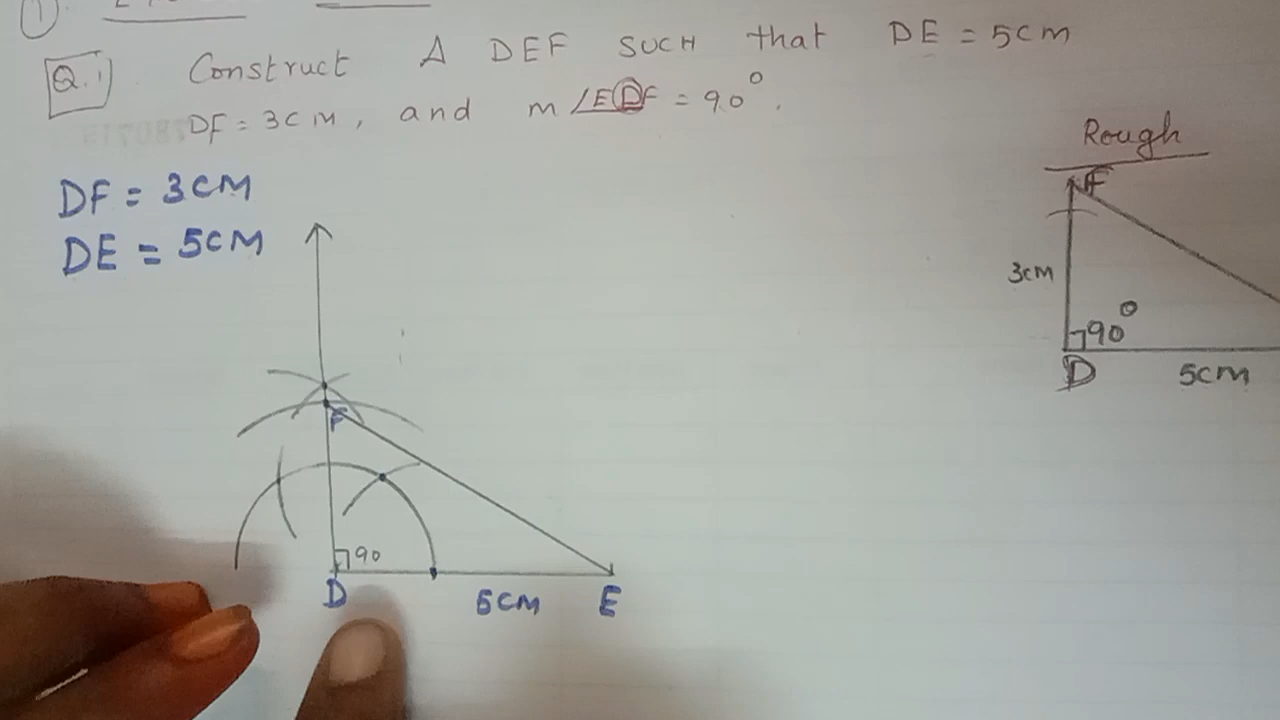 1
Q.1 Construct Δ DEF SUCH that DE = 5CM
DF = 3CM, and m∠EDF = 90°.
DF = 3CM
DE = 5CM
Rough
F
3cm
90°
D
5CM
F
90
D
5CM
E